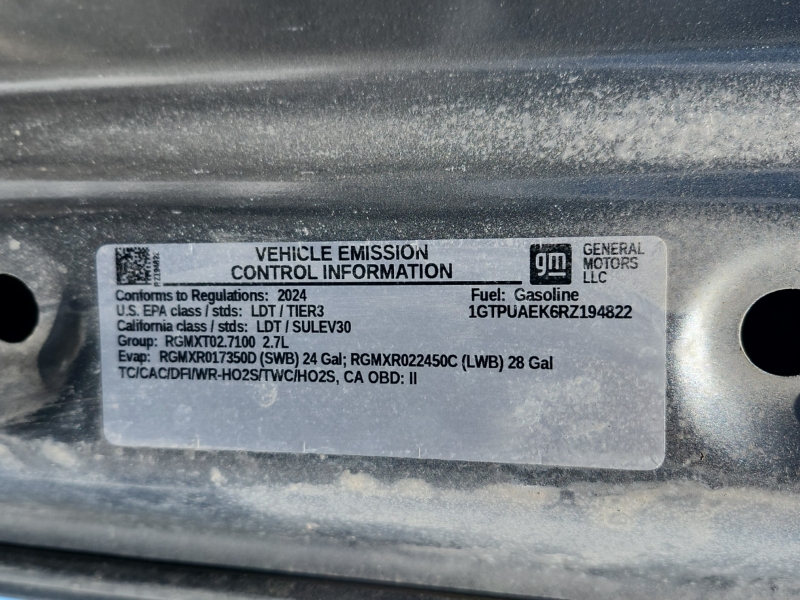 VEHICLE EMISSION
CONTROL INFORMATION
gm
GENERAL
MOTORS
LLC
Conforms to Regulations: 2024
Fuel: Gasoline
U.S. EPA class / stds: LDT / TIER3
1GTPUAEK6RZ194822
California class / stds: LDT / SULEV30
Group: RGMXT02.7100 2.7L
Evap: RGMXR017350D (SWB) 24 Gal; RGMXR022450C (LWB) 28 Gal
TC/CAC/DFI/WR-HO2S/TWC/HO2S, CA OBD: II